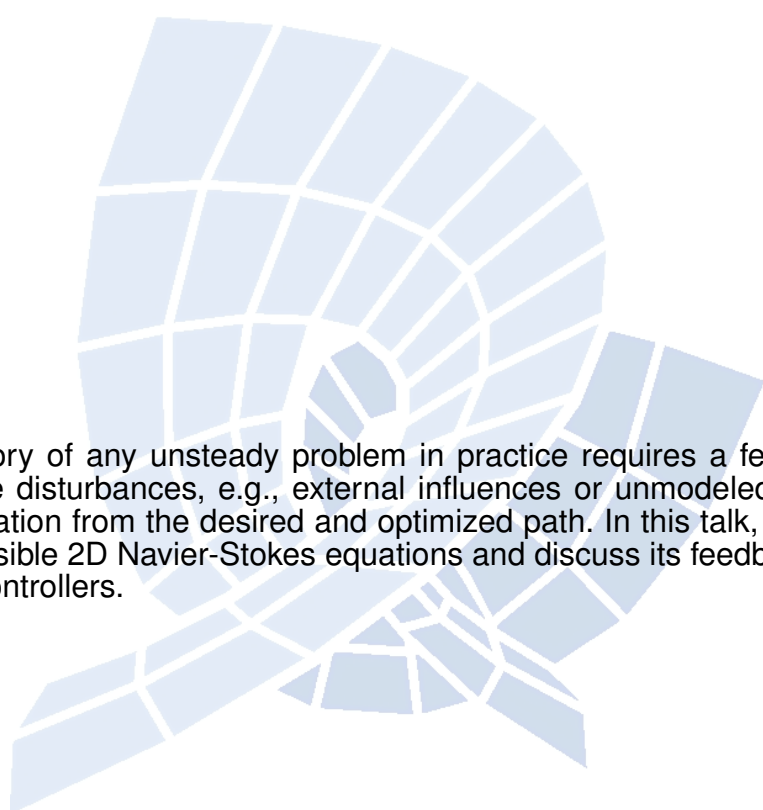 ory of any unsteady problem in practice requires a fe
e disturbances, e.g., external influences or unmodeled
ation from the desired and optimized path. In this talk,
sible 2D Navier-Stokes equations and discuss its feedb
ontrollers.